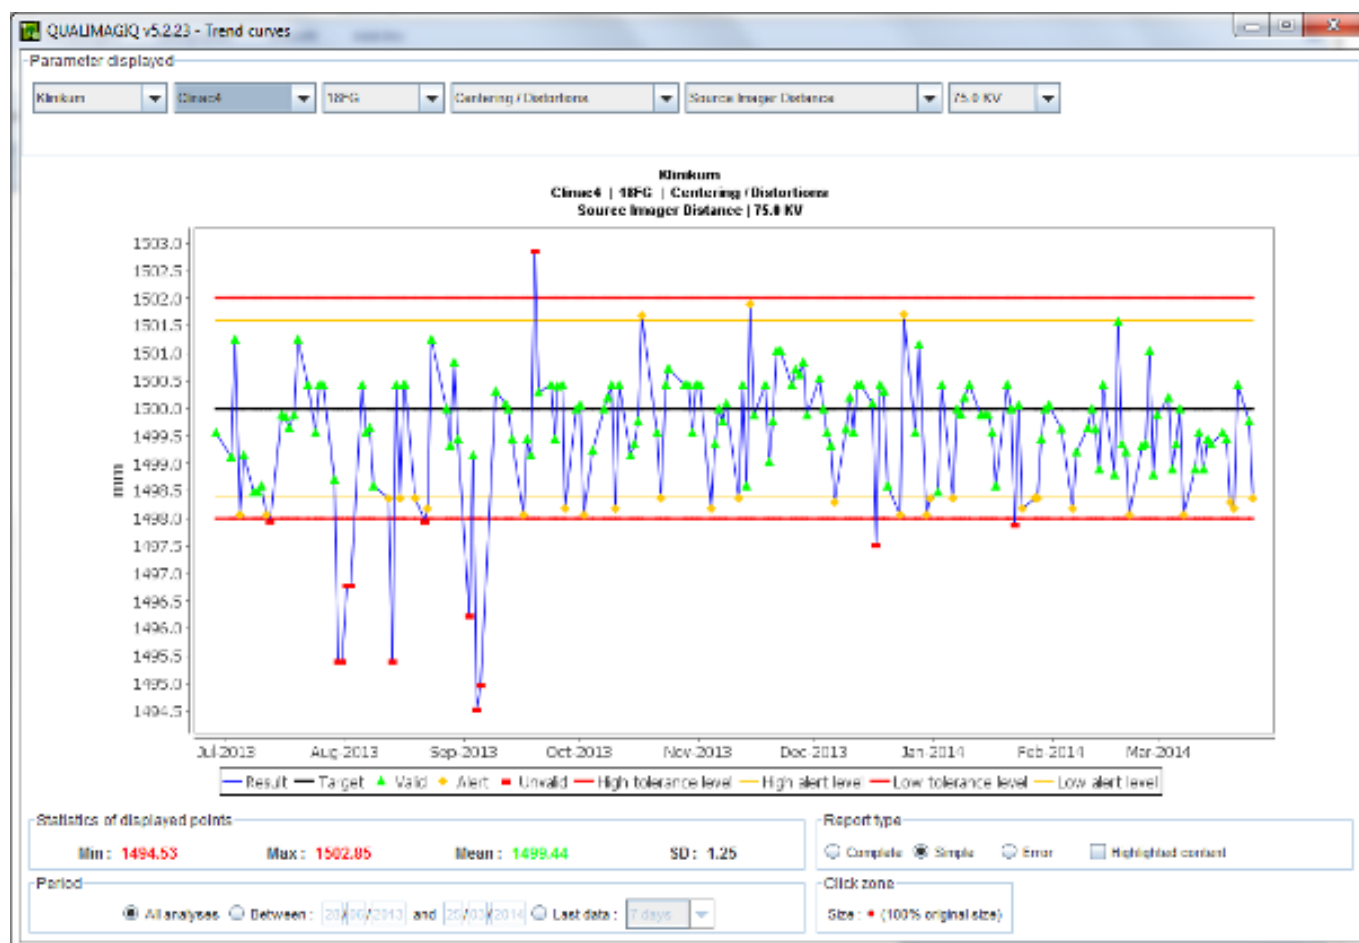 QUALIMAGIQ v5.2.23 - Trend curves
Parameter displayed
Klinikum Clinac4 18FG Centering / Distortions Source Imager Distance 75.0 KV
Klinikum
Clinac4 | 18FG | Centering / Distortions
Source Imager Distance | 75.0 KV
1503.0
1502.5
1502.0
1501.5
1501.0
1500.5
1500.0
1499.5
1499.0
1498.5
1498.0
1497.5
1497.0
1496.5
1496.0
1495.5
1495.0
1494.5
mm
Jul-2013 Aug-2013 Sep-2013 Oct-2013 Nov-2013 Dec-2013 Jan-2014 Feb-2014 Mar-2014
Result Target Valid Alert Unvalid High tolerance level High alert level Low tolerance level Low alert level
Statistics of displayed points
Min : 1494.53 Max : 1502.85 Mean : 1499.44 SD : 1.25
Report type
Complete Simple Error Highlighted content
Period
All analyses Between : 28/06/2013 and 25/03/2014 Last data : 7 days
Click zone
Size : (100% original size)